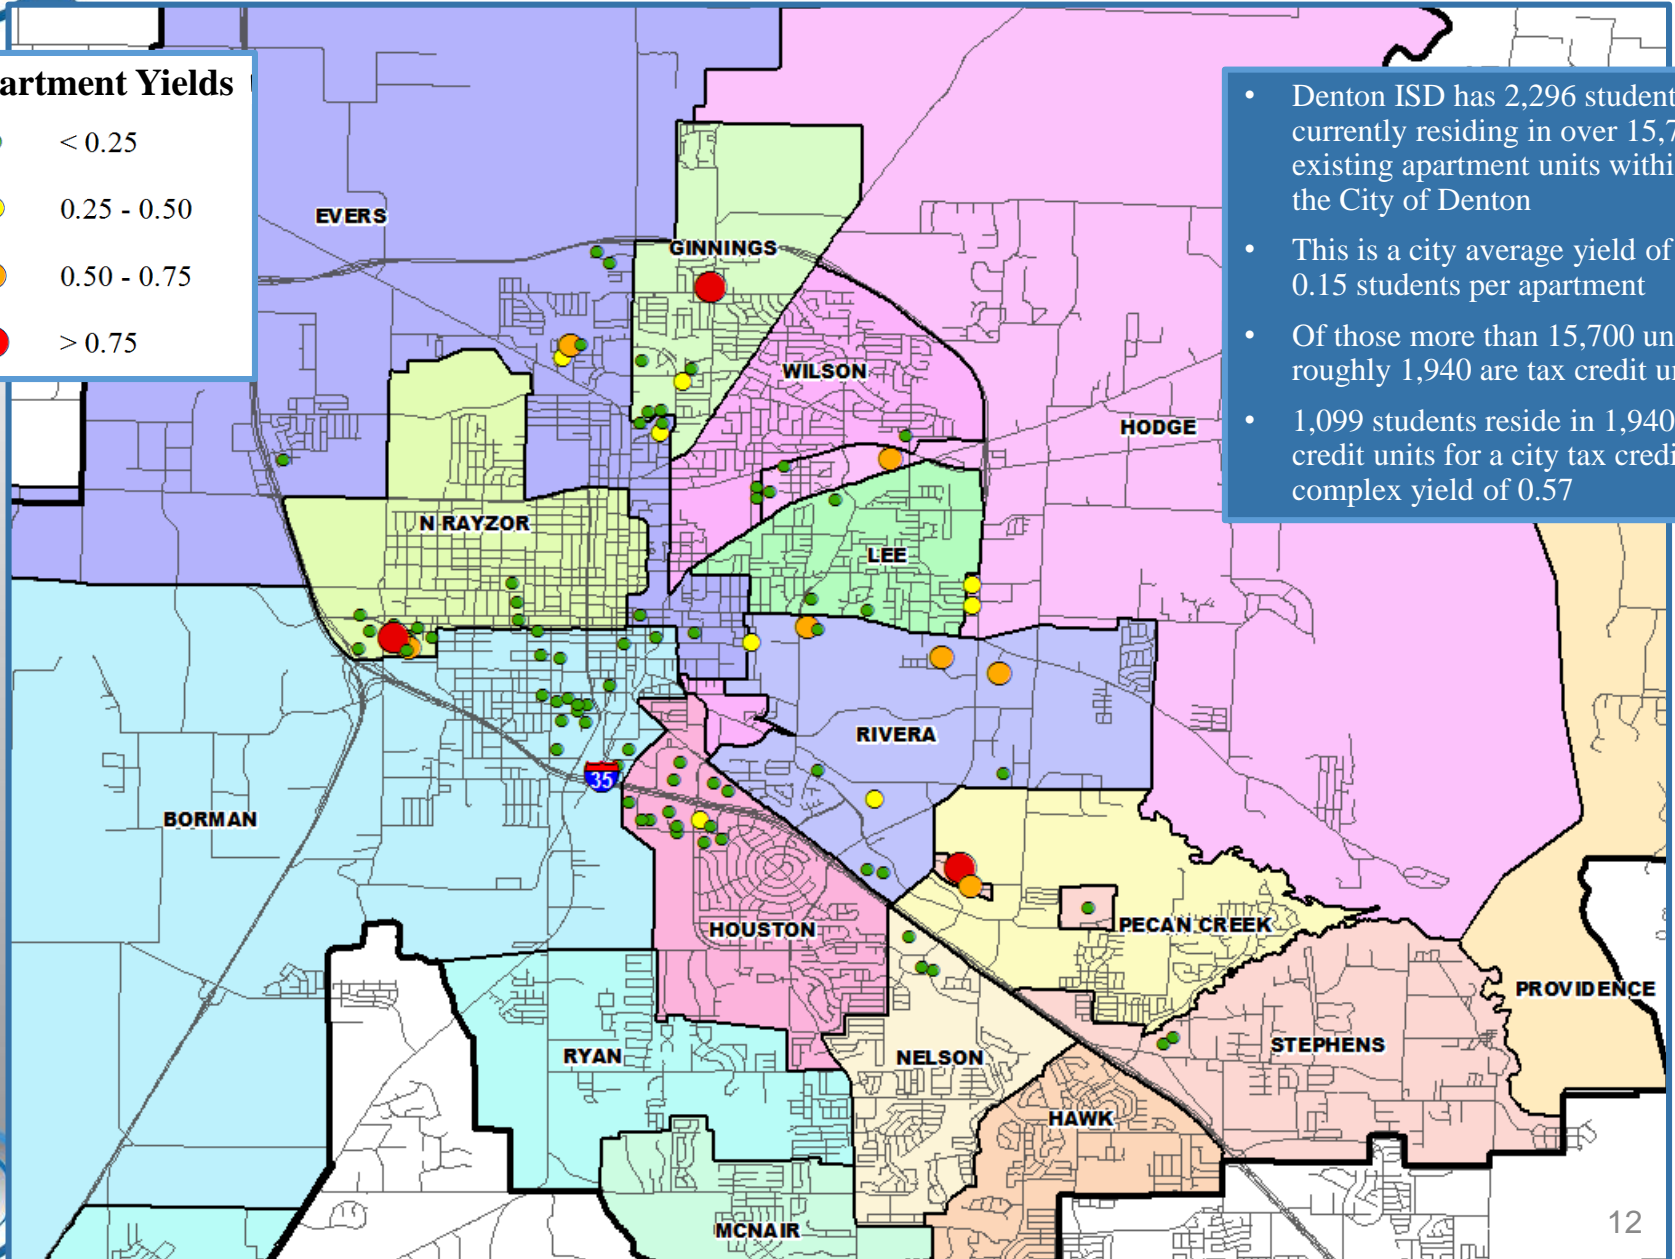 artment Yields
< 0.25
0.25 - 0.50
0.50 - 0.75
> 0.75
• Denton ISD has 2,296 student
currently residing in over 15,7
existing apartment units withi
the City of Denton
• This is a city average yield of
0.15 students per apartment
• Of those more than 15,700 un
roughly 1,940 are tax credit u
• 1,099 students reside in 1,940
credit units for a city tax credi
complex yield of 0.57
EVERS
GINNINGS
WILSON
HODGE
N RAYZOR
LEE
RIVERA
35
BORMAN
HOUSTON
PECAN CREEK
PROVIDENCE
RYAN
NELSON
STEPHENS
HAWK
MCNAIR
12